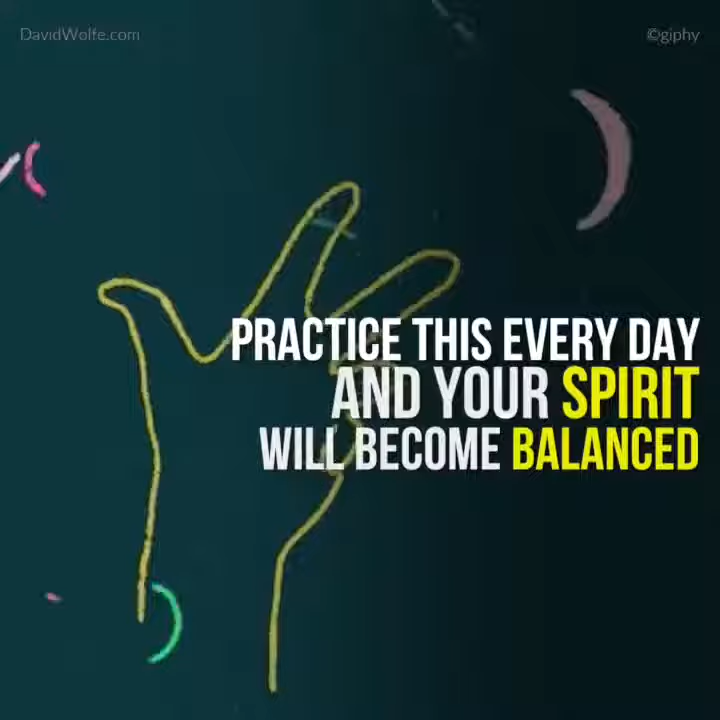 DavidWolfe.com
©giphy
PRACTICE THIS EVERY DAY
AND YOUR SPIRIT
WILL BECOME BALANCED